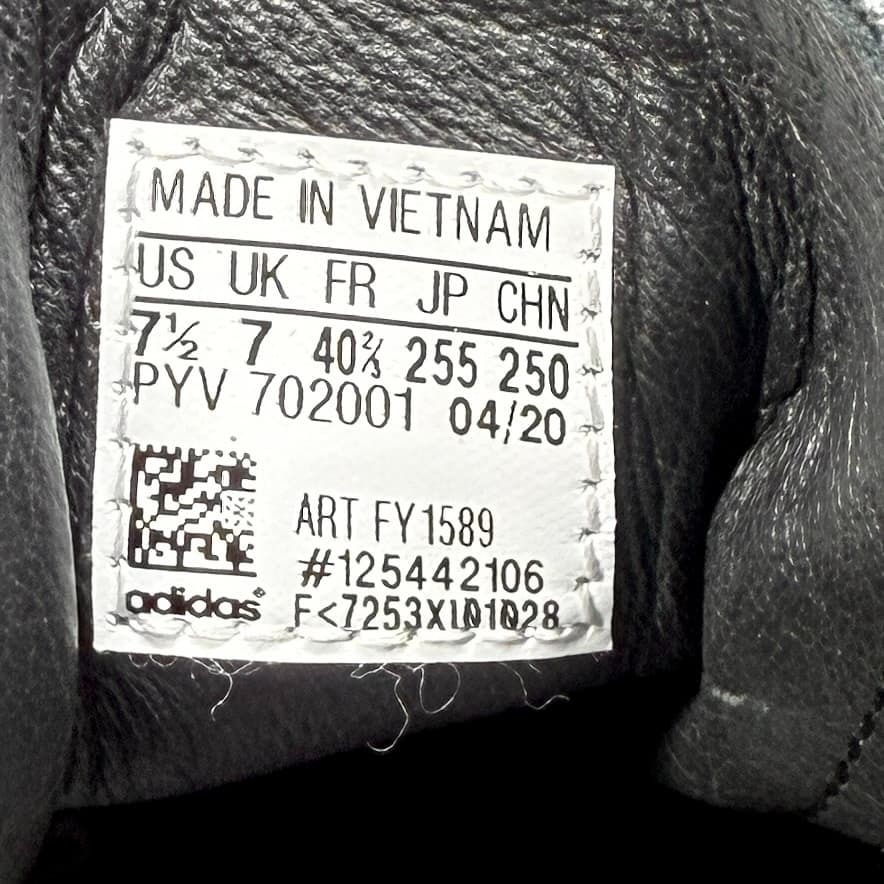 MADE IN VIETNAM
US UK FR JP CHN
7½ 7 40⅔ 255 250
PYV 702001 04/20
ART FY1589
#125442106
adidas®
F<7253X101028